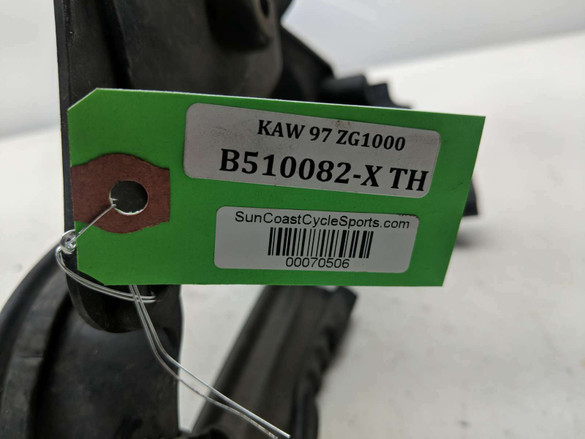 KAW 97 ZG1000
B510082-X TH
SunCoastCycleSports.com
00070506